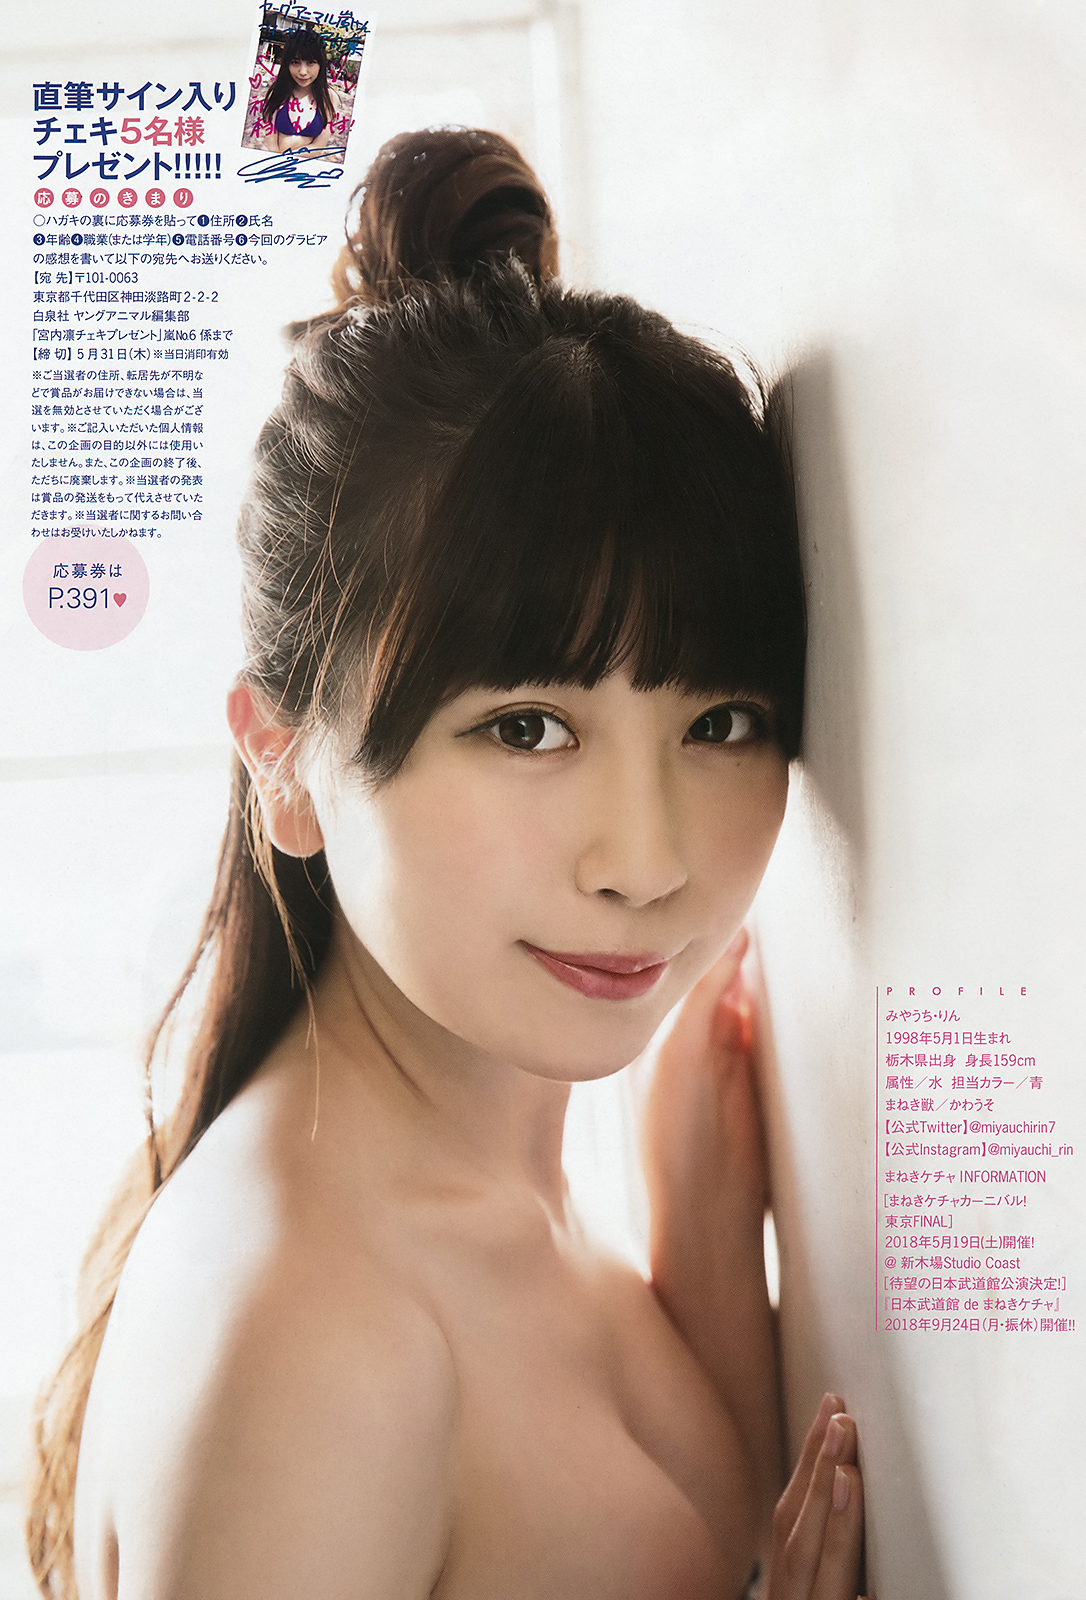 直筆サイン入り
チェキ5名様
プレゼント!!!!!
応募のきまり
○ハガキの裏に応募券を貼って❶住所❷氏名
❸年齢❹職業(または学年)❺電話番号❻今回のグラビア
の感想を書いて以下の宛先へお送りください。
【宛 先】〒101-0063
東京都千代田区神田淡路町2-2-2
白泉社 ヤングアニマル編集部
「宮内凛チェキプレゼント」嵐No.6 係まで
【締 切】5月31日(木)※当日消印有効
※ご当選者の住所、転居先が不明な
どで賞品がお届けできない場合は、当
選を無効とさせていただく場合がござ
います。※ご記入いただいた個人情報
は、この企画の目的以外には使用い
たしません。また、この企画の終了後、
ただちに廃棄します。※当選者の発表
は賞品の発送をもって代えさせていた
だきます。※当選者に関するお問い合
わせはお受けいたしかねます。
応募券は
P.391♥
ヤングアニマル嵐さん
PROFILE
みやうち・りん
1998年5月1日生まれ
栃木県出身 身長159cm
属性／水 担当カラー／青
まねき獣／かわうそ
【公式Twitter】@miyauchirin7
【公式Instagram】@miyauchi_rin
まねきケチャ INFORMATION
[まねきケチャカーニバル!
東京FINAL]
2018年5月19日(土)開催!
@ 新木場Studio Coast
[待望の日本武道館公演決定!]
『日本武道館 de まねきケチャ』
2018年9月24日(月・振休)開催!!